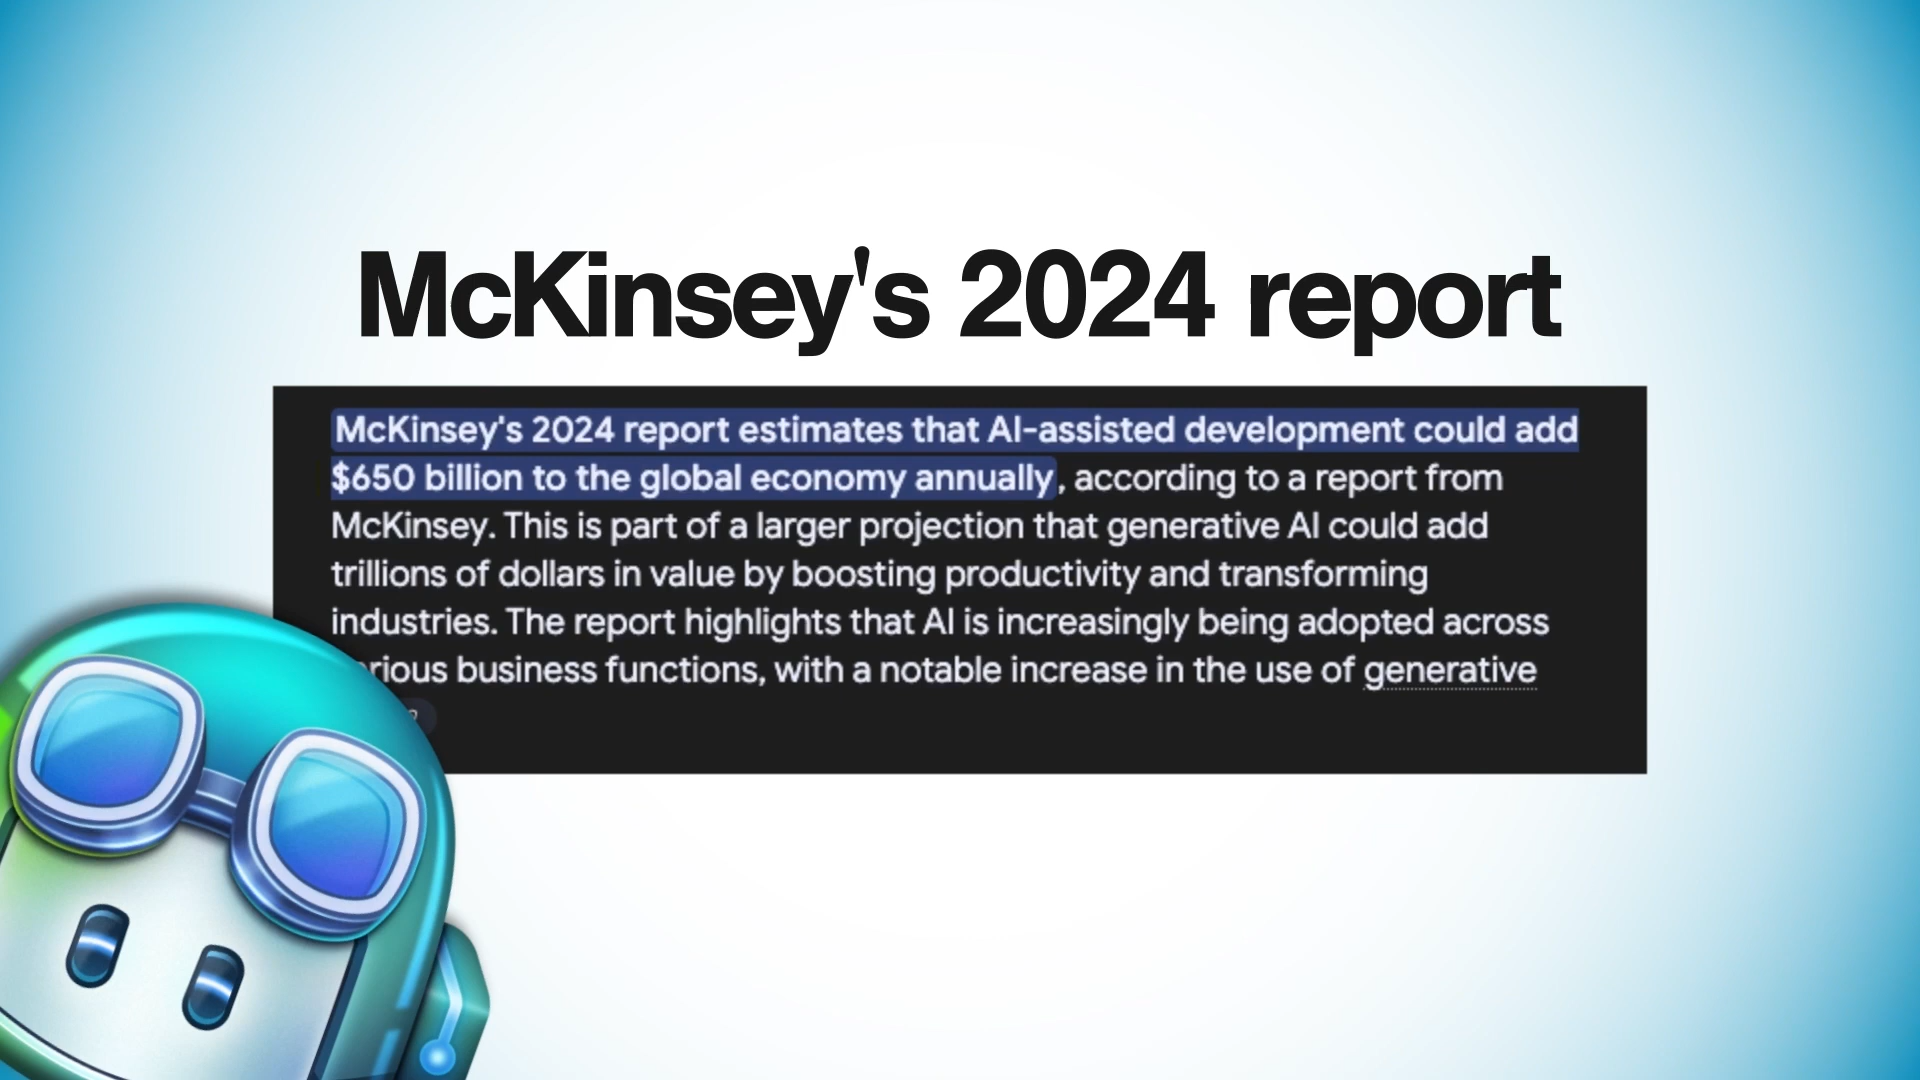 McKinsey's 2024 report
McKinsey's 2024 report estimates that AI-assisted development could add
$650 billion to the global economy annually, according to a report from
McKinsey. This is part of a larger projection that generative AI could add
trillions of dollars in value by boosting productivity and transforming
industries. The report highlights that AI is increasingly being adopted across
business functions, with a notable increase in the use of generative